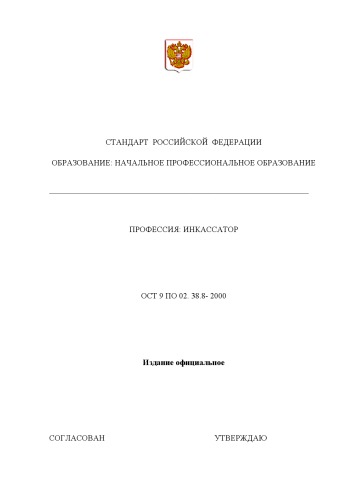 СТАНДАРТ РОССИЙСКОЙ ФЕДЕРАЦИИ
ОБРАЗОВАНИЕ: НАЧАЛЬНОЕ ПРОФЕССИОНАЛЬНОЕ ОБРАЗОВАНИЕ
ПРОФЕССИЯ: ИНКАССАТОР
ОСТ 9 ПО 02. 38.8- 2000
Издание официальное
СОГЛАСОВАН УТВЕРЖДАЮ